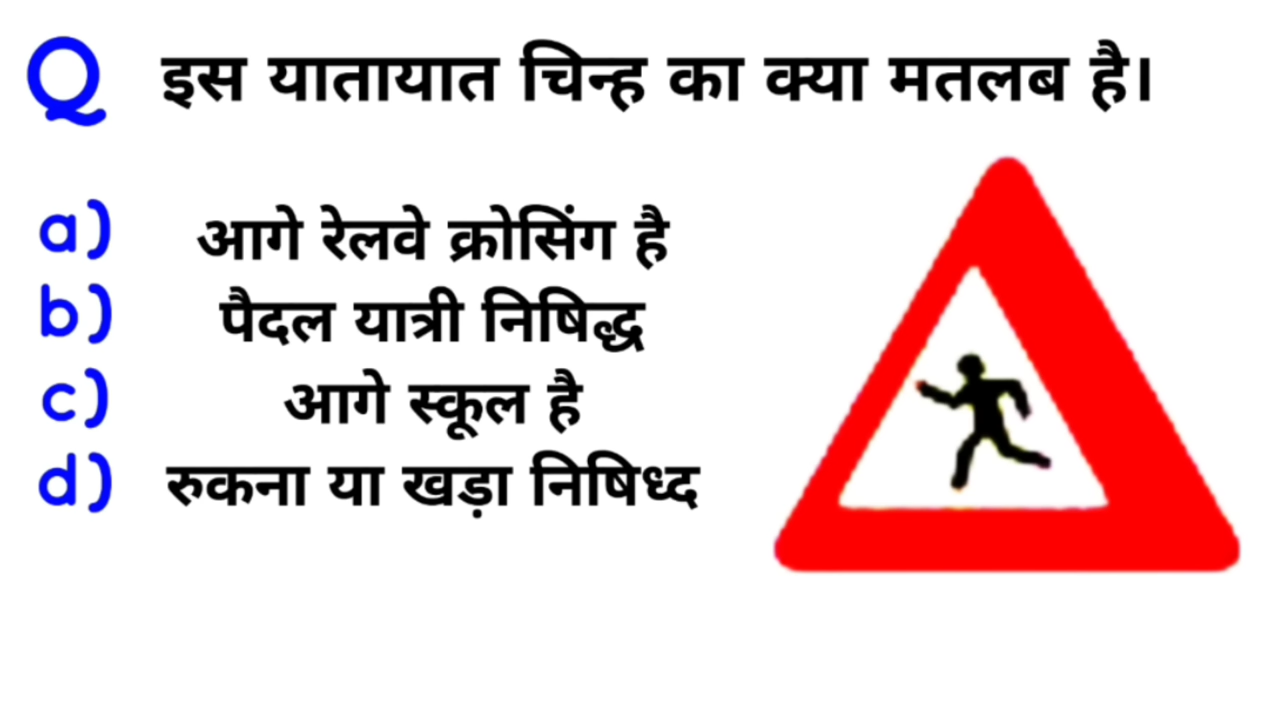 Q इस यातायात चिन्ह का क्या मतलब है।
a) आगे रेलवे क्रोसिंग है
b) पैदल यात्री निषिद्ध
c) आगे स्कूल है
d) रुकना या खड़ा निषिध्द